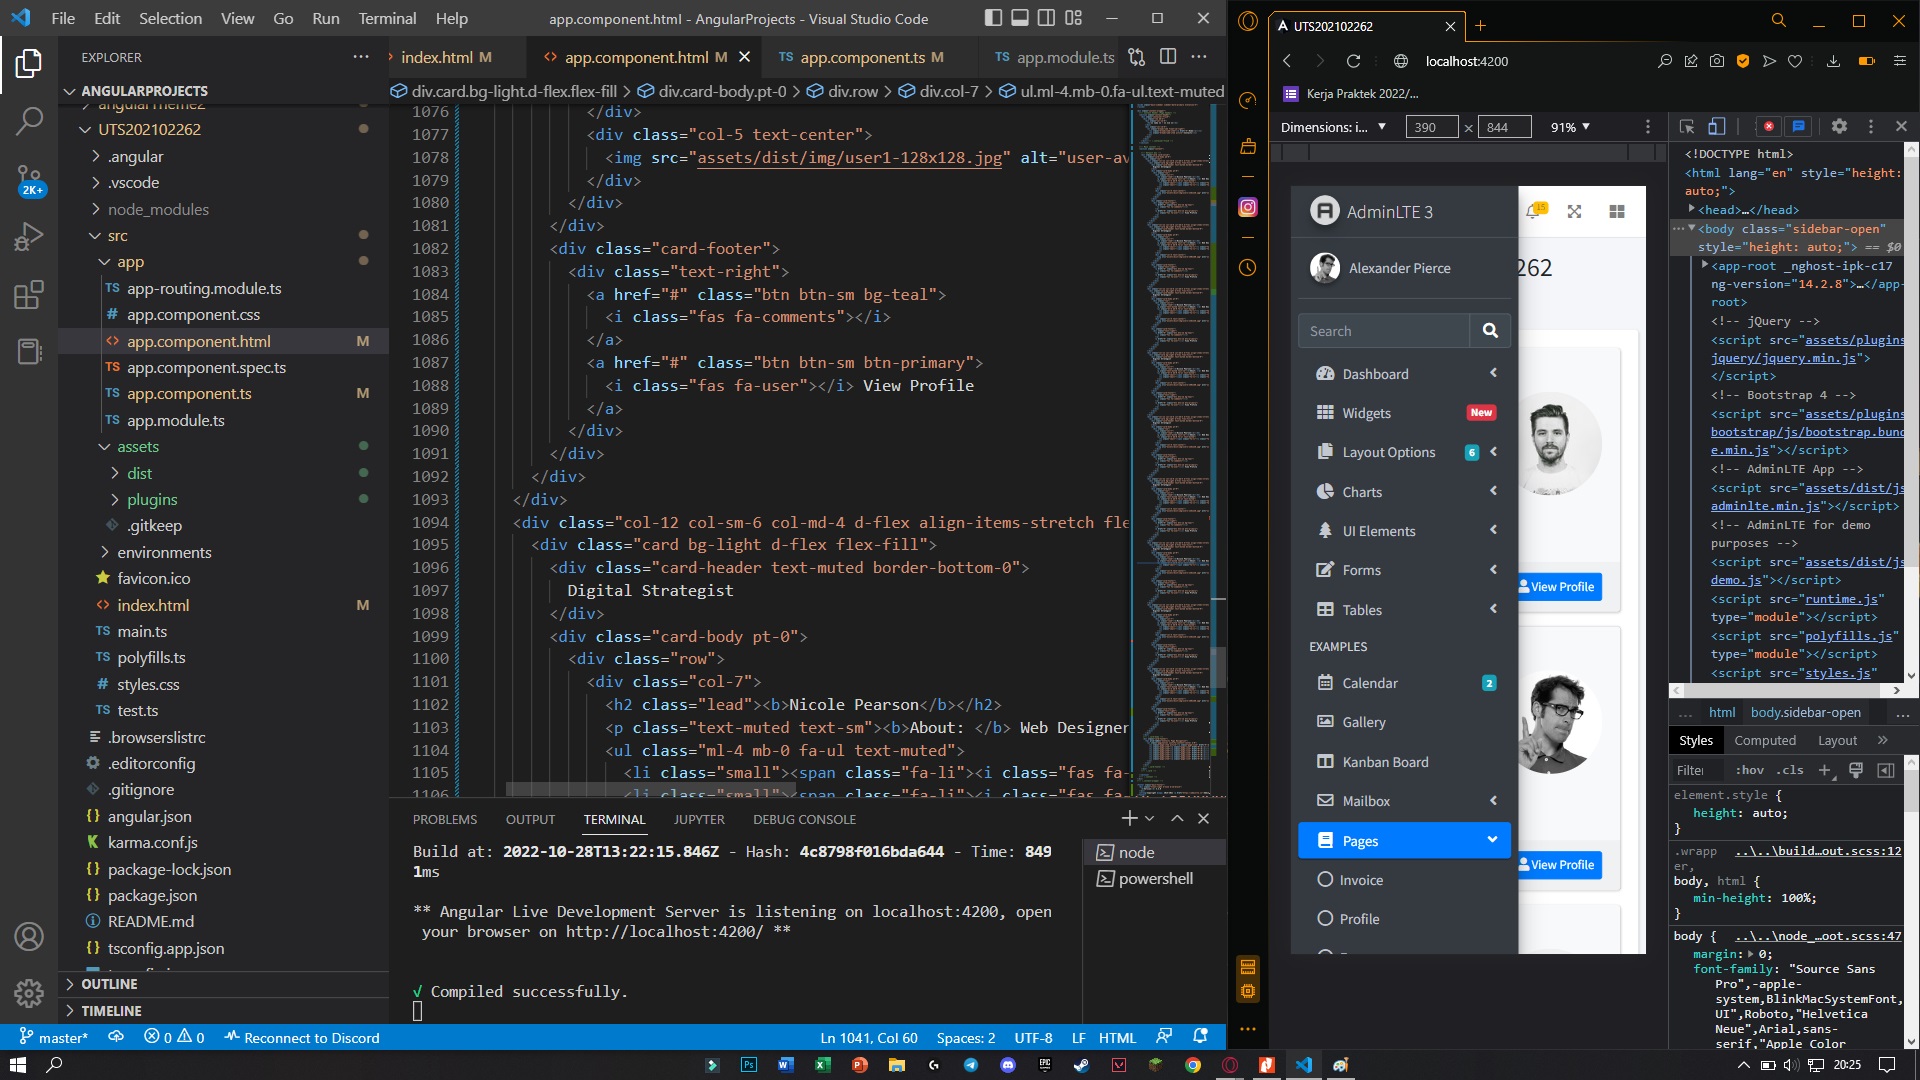 File Edit Selection View Go Run Terminal Help
app.component.html - AngularProjects - Visual Studio Code
EXPLORER
ANGULARPROJECTS
UTS202102262
.angular
.vscode
node_modules
src
app
TS app-routing.module.ts
# app.component.css
<> app.component.html M
TS app.component.spec.ts
TS app.component.ts M
TS app.module.ts
assets
dist
plugins
.gitkeep
environments
favicon.ico
<> index.html M
TS main.ts
TS polyfills.ts
# styles.css
TS test.ts
.browserslistrc
.editorconfig
.gitignore
{} angular.json
karma.conf.js
{} package-lock.json
{} package.json
README.md
{} tsconfig.app.json
OUTLINE
TIMELINE
2K+
index.html M
<> app.component.html M
TS app.component.ts M
TS app.module.ts
div.card.bg-light.d-flex.flex-fill > div.card-body.pt-0 > div.row > div.col-7 > ul.ml-4.mb-0.fa-ul.text-muted
1076 </div>
1077 <div class="col-5 text-center">
1078 <img src="assets/dist/img/user1-128x128.jpg" alt="user-av
1079 </div>
1080 </div>
1081 </div>
1082 <div class="card-footer">
1083 <div class="text-right">
1084 <a href="#" class="btn btn-sm bg-teal">
1085 <i class="fas fa-comments"></i>
1086 </a>
1087 <a href="#" class="btn btn-sm btn-primary">
1088 <i class="fas fa-user"></i> View Profile
1089 </a>
1090 </div>
1091 </div>
1092 </div>
1093 </div>
1094 <div class="col-12 col-sm-6 col-md-4 d-flex align-items-stretch fle
1095 <div class="card bg-light d-flex flex-fill">
1096 <div class="card-header text-muted border-bottom-0">
1097 Digital Strategist
1098 </div>
1099 <div class="card-body pt-0">
1100 <div class="row">
1101 <div class="col-7">
1102 <h2 class="lead"><b>Nicole Pearson</b></h2>
1103 <p class="text-muted text-sm"><b>About: </b> Web Designer
1104 <ul class="ml-4 mb-0 fa-ul text-muted">
1105 <li class="small"><span class="fa-li"><i class="fas fa-
1106 <li class="small"><span class="fa-li"><i class="fas fa-
PROBLEMS OUTPUT TERMINAL JUPYTER DEBUG CONSOLE
Build at: 2022-10-28T13:22:15.846Z - Hash: 4c8798f016bda644 - Time: 849
1ms
** Angular Live Development Server is listening on localhost:4200, open
your browser on http://localhost:4200/ **
√ Compiled successfully.
node
powershell
master* 0 0 Reconnect to Discord
Ln 1041, Col 60 Spaces: 2 UTF-8 LF HTML
UTS202102262
localhost:4200
Kerja Praktek 2022/...
Dimensions: i... 390 × 844 91%
AdminLTE 3
Alexander Pierce
Search
Dashboard
Widgets New
Layout Options 6
Charts
UI Elements
Forms
Tables
EXAMPLES
Calendar 2
Gallery
Kanban Board
Mailbox
Pages
Invoice
Profile
15
262
View Profile
View Profile
<!DOCTYPE html>
<html lang="en" style="height:
auto;">
<head>…</head>
<body class="sidebar-open"
style="height: auto;"> == $0
<app-root _nghost-ipk-c17
ng-version="14.2.8">…</app-
root>
<!-- jQuery -->
<script src="assets/plugins
jquery/jquery.min.js">
</script>
<!-- Bootstrap 4 -->
<script src="assets/plugins
bootstrap/js/bootstrap.bund
e.min.js"></script>
<!-- AdminLTE App -->
<script src="assets/dist/js
adminlte.min.js"></script>
<!-- AdminLTE for demo
purposes -->
<script src="assets/dist/js
demo.js"></script>
<script src="runtime.js"
type="module"></script>
<script src="polyfills.js"
type="module"></script>
<script src="styles.js"
... html body.sidebar-open ...
Styles Computed Layout »
Filter :hov .cls +
element.style {
height: auto;
}
.wrapp ..\..\build…out.scss:12
er,
body, html {
min-height: 100%;
}
body { ..\..\node_…oot.scss:47
margin: 0;
font-family: "Source Sans
Pro",-apple-
system,BlinkMacSystemFont,
UI",Roboto,"Helvetica
Neue",Arial,sans-
serif,"Apple Color
20:25